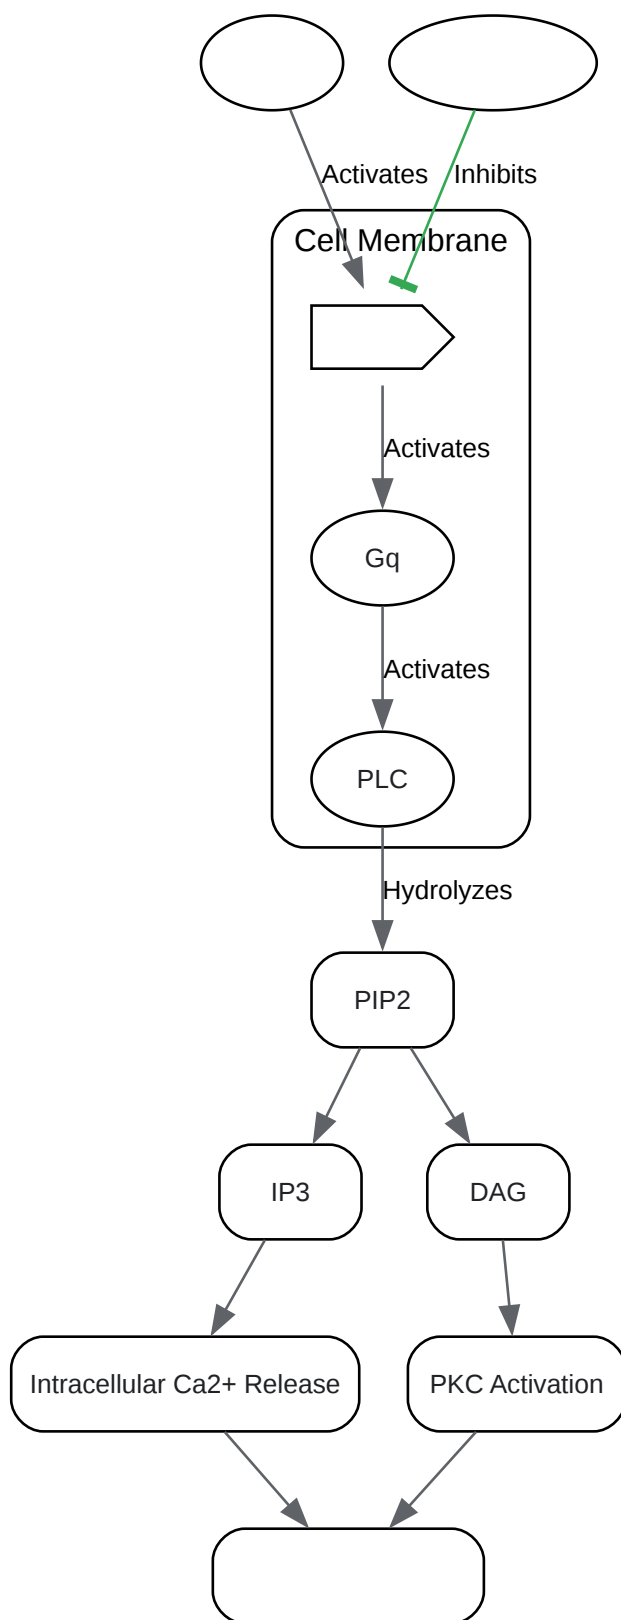 Activates
Inhibits
Cell Membrane
Activates
Gq
Activates
PLC
Hydrolyzes
PIP2
IP3
DAG
Intracellular Ca2+ Release
PKC Activation